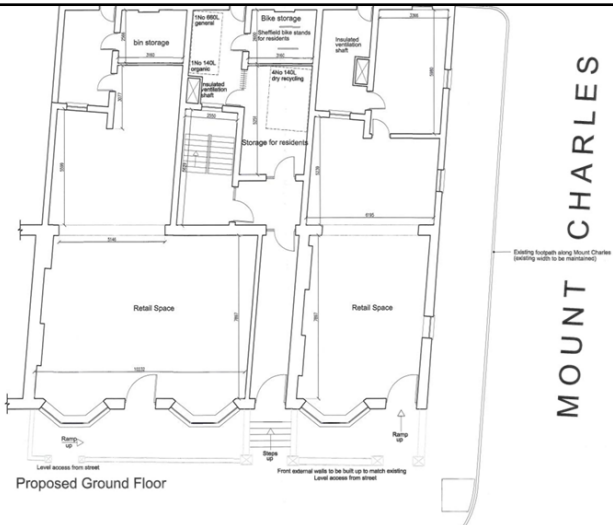 1No 660L
general
Bike storage
Sheffield bike stands
for residents
bin storage
Insulated
ventilation
shaft
1No 140L
organic
Insulated
ventilation
shaft
4No 140L
dry recycling
Storage for residents
MOUNT CHARLES
Existing footpath along Mount Charles
(existing width to be maintained)
Retail Space
Retail Space
Ramp
up
Steps
up
Ramp
up
Level access from street
Front external walls to be built up to match existing
Level access from street
Proposed Ground Floor